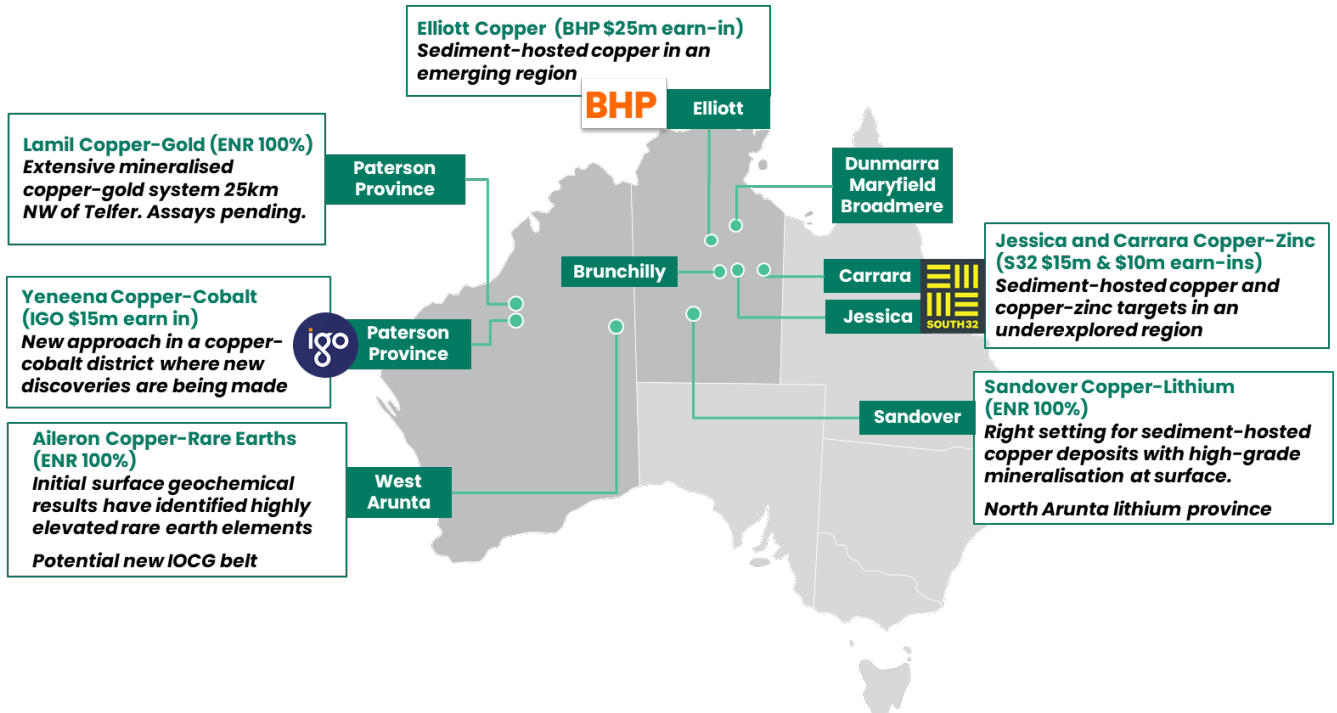 Elliott Copper (BHP $25m earn-in)
Sediment-hosted copper in an
emerging region
BHP
Elliott
Lamil Copper-Gold (ENR 100%)
Extensive mineralised
copper-gold system 25km
NW of Telfer. Assays pending.
Paterson
Province
Dunmarra
Maryfield
Broadmere
Yeneena Copper-Cobalt
(IGO $15m earn in)
New approach in a copper-
cobalt district where new
discoveries are being made
igo
Paterson
Province
Brunchilly
Carrara
Jessica
SOUTH32
Jessica and Carrara Copper-Zinc
(S32 $15m & $10m earn-ins)
Sediment-hosted copper and
copper-zinc targets in an
underexplored region
Aileron Copper-Rare Earths
(ENR 100%)
Initial surface geochemical
results have identified highly
elevated rare earth elements
Potential new IOCG belt
West
Arunta
Sandover
Sandover Copper-Lithium
(ENR 100%)
Right setting for sediment-hosted
copper deposits with high-grade
mineralisation at surface.
North Arunta lithium province